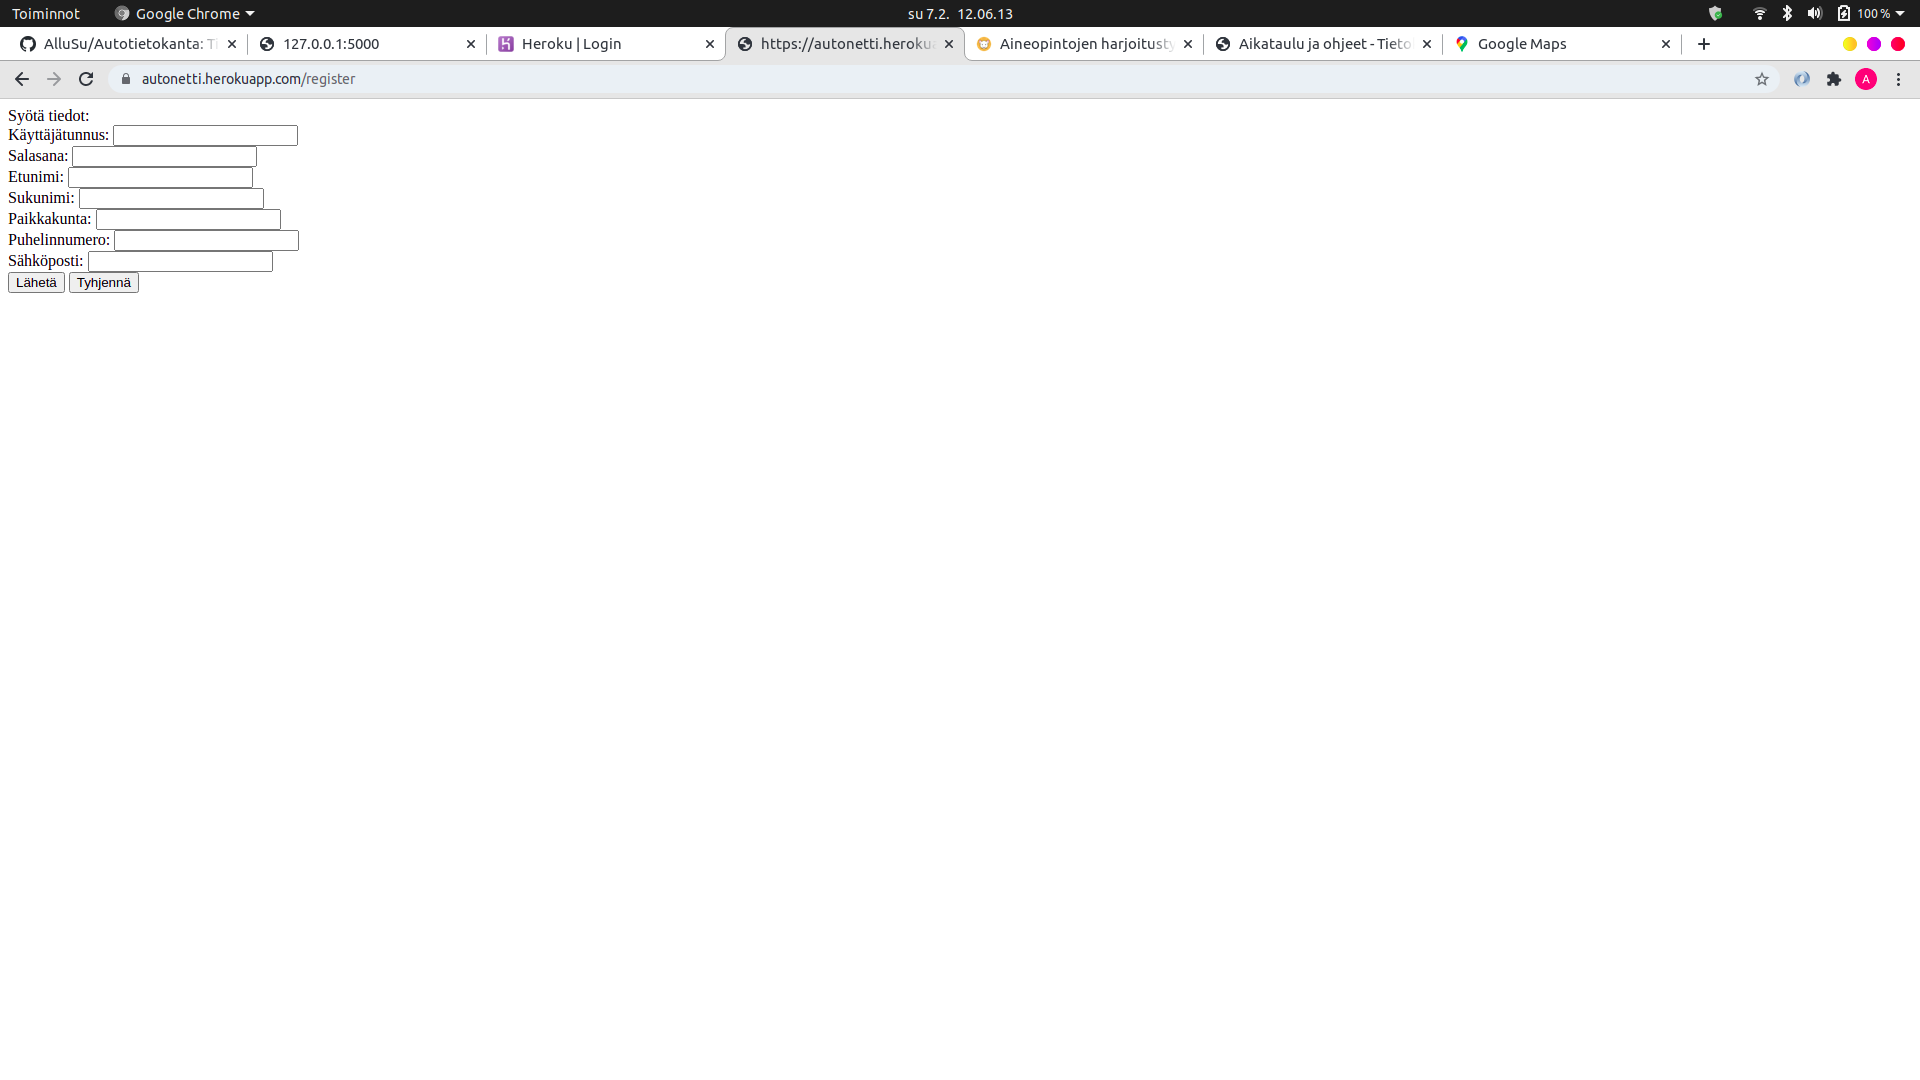 Toiminnot Google Chrome su 7.2. 12.06.13 100 %
AlluSu/Autotietokanta: Ti 127.0.0.1:5000 Heroku | Login https://autonetti.heroku Aineopintojen harjoitusty Aikataulu ja ohjeet - Tieto Google Maps
autonetti.herokuapp.com/register A
Syötä tiedot:
Käyttäjätunnus:
Salasana:
Etunimi:
Sukunimi:
Paikkakunta:
Puhelinnumero:
Sähköposti:
Lähetä Tyhjennä